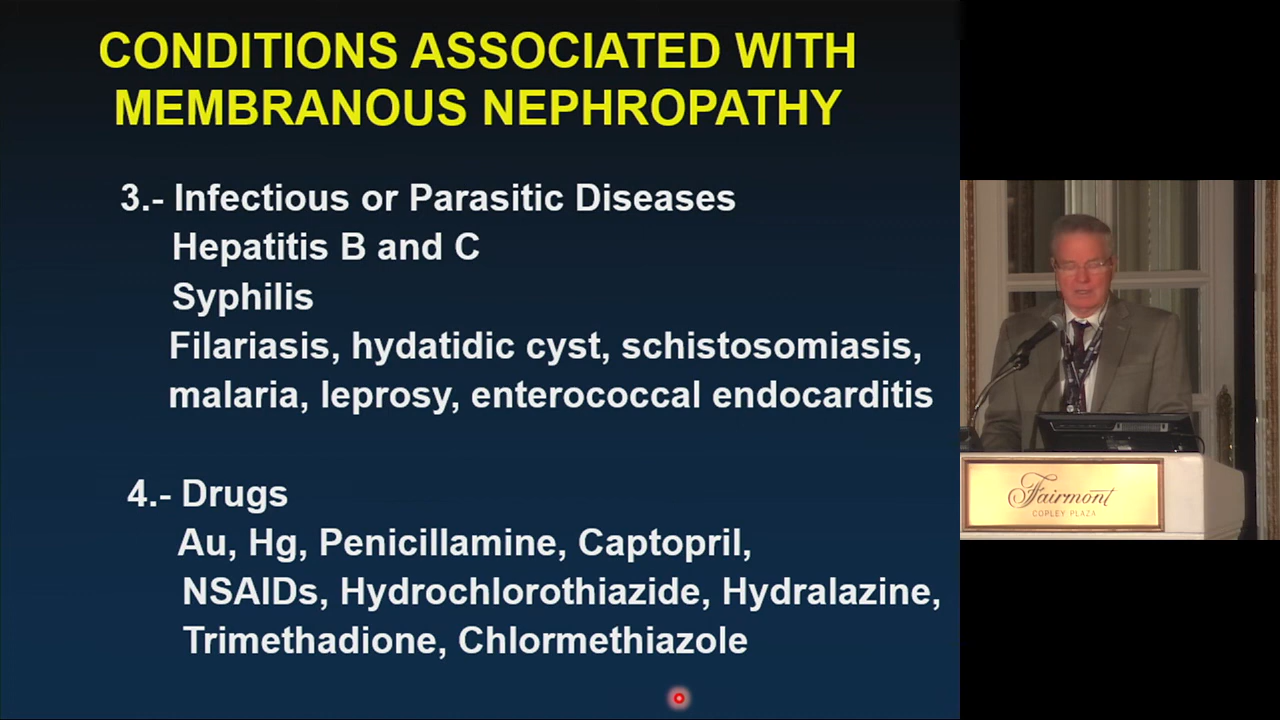 CONDITIONS ASSOCIATED WITH
MEMBRANOUS NEPHROPATHY
3.- Infectious or Parasitic Diseases
Hepatitis B and C
Syphilis
Filariasis, hydatidic cyst, schistosomiasis,
malaria, leprosy, enterococcal endocarditis
4.- Drugs
Au, Hg, Penicillamine, Captopril,
NSAIDs, Hydrochlorothiazide, Hydralazine,
Trimethadione, Chlormethiazole
Fairmont
COPLEY PLAZA